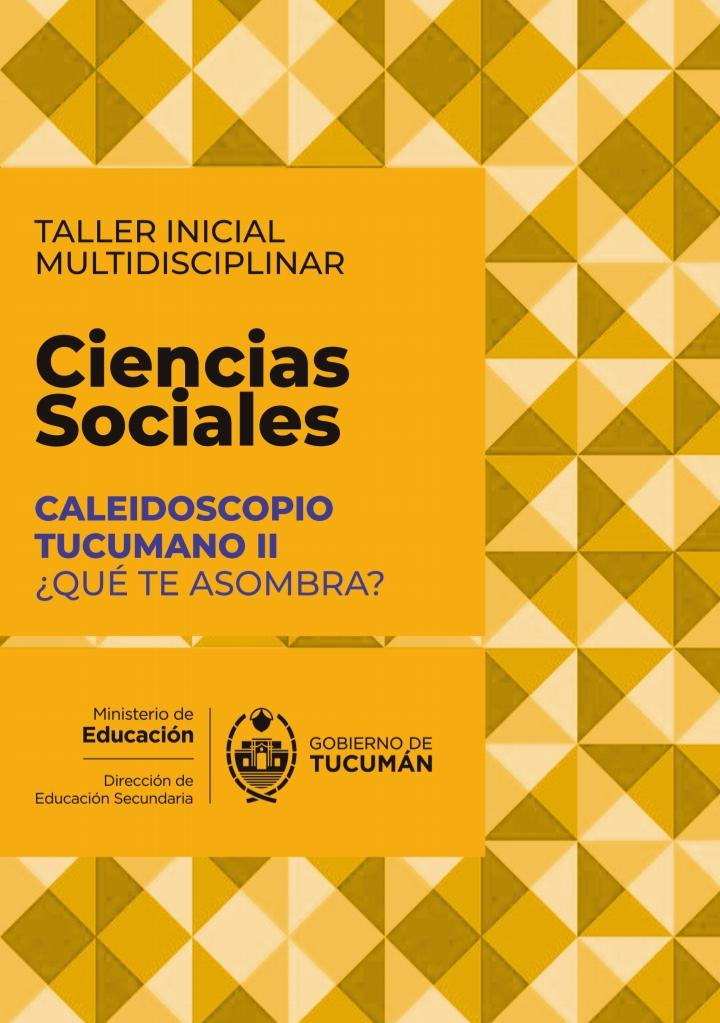 TALLER INICIAL
MULTIDISCIPLINAR
Ciencias
Sociales
CALEIDOSCOPIO
TUCUMANO II
¿QUÉ TE ASOMBRA?
Ministerio de
Educación
Dirección de
Educación Secundaria
GOBIERNO DE
TUCUMÁN